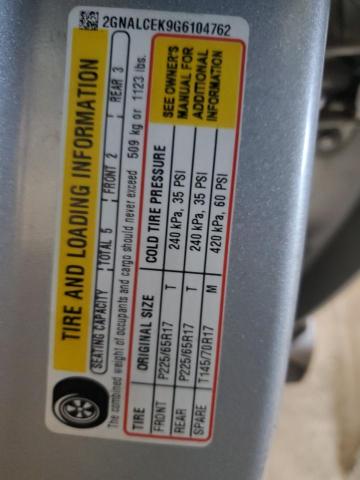 2GNALCEK9G6104762
TIRE AND LOADING INFORMATION
SEATING CAPACITY TOTAL 5 FRONT 2 REAR 3
The combined weight of occupants and cargo should never exceed 509 kg or 1123 lbs.
TIRE ORIGINAL SIZE COLD TIRE PRESSURE
FRONT P225/65R17 T 240 kPa, 35 PSI
REAR P225/65R17 T 240 kPa, 35 PSI
SPARE T145/70R17 M 420 kPa, 60 PSI
SEE OWNER'S
MANUAL FOR
ADDITIONAL
INFORMATION